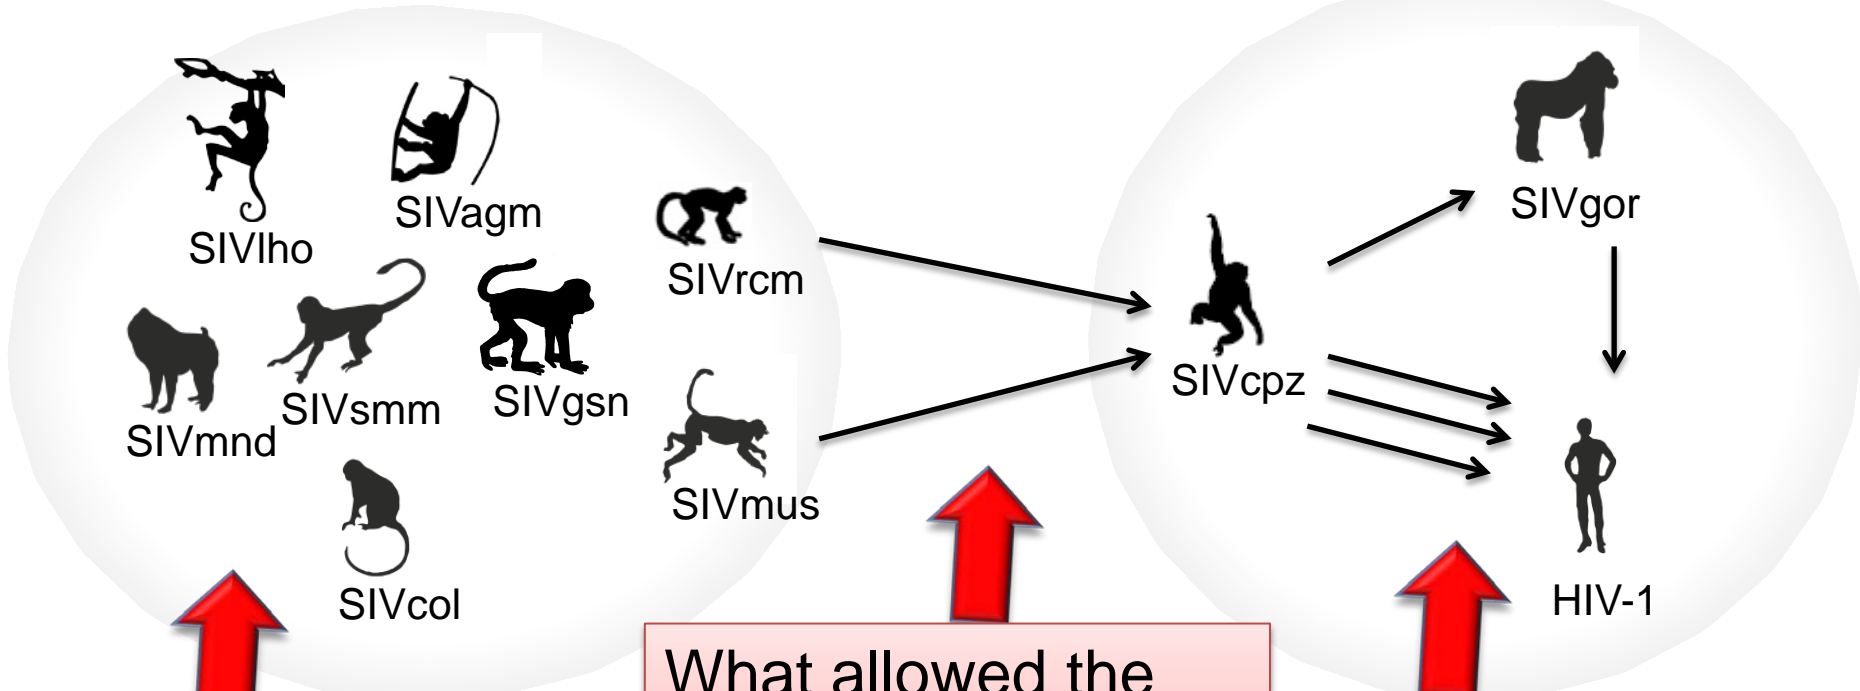 SIVlho
SIVagm
SIVrcm
SIVmnd
SIVsmm
SIVgsn
SIVmus
SIVcol
SIVcpz
SIVgor
HIV-1
What allowed the